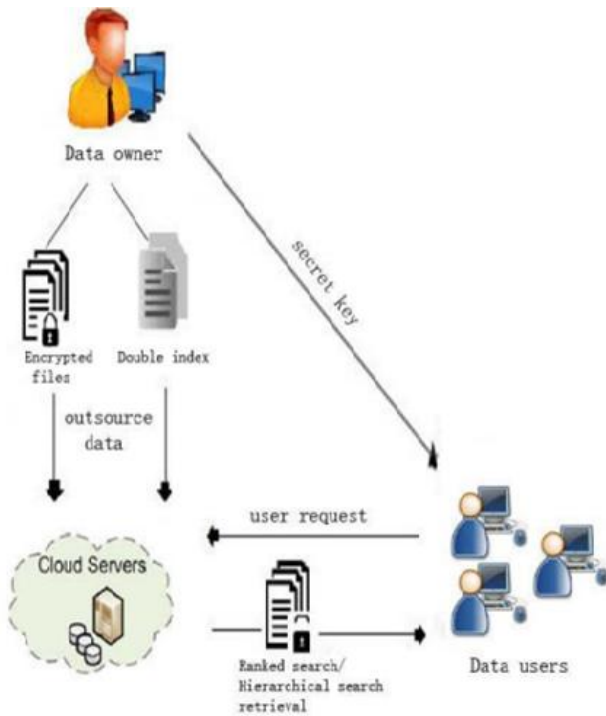 Data owner
secret key
Encrypted
files
Double index
outsource
data
user request
Cloud Servers
Ranked search/
Hierarchical search
retrieval
Data users